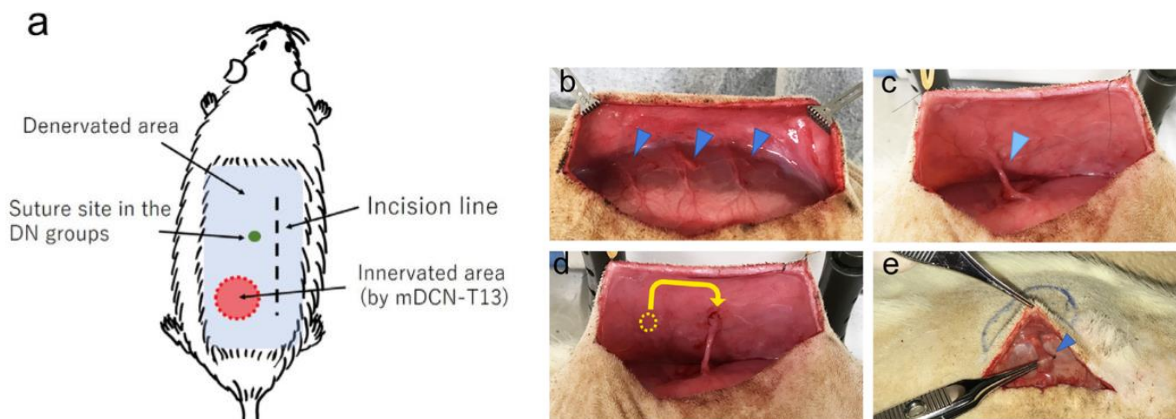 a
Denervated area
Suture site in the
DN groups
Incision line
Innervated area
(by mDCN-T13)
b
c
d
e